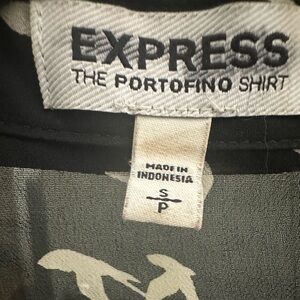 EXPRESS
THE PORTOFINO SHIRT
MADE IN
INDONESIA
S
P